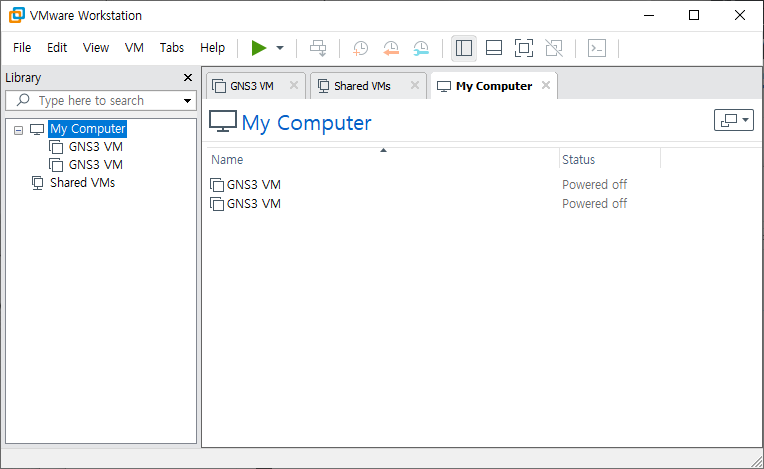 VMware Workstation
File Edit View VM Tabs Help
Library
Type here to search
My Computer
GNS3 VM
GNS3 VM
Shared VMs
GNS3 VM Shared VMs My Computer
My Computer
Name Status
GNS3 VM Powered off
GNS3 VM Powered off